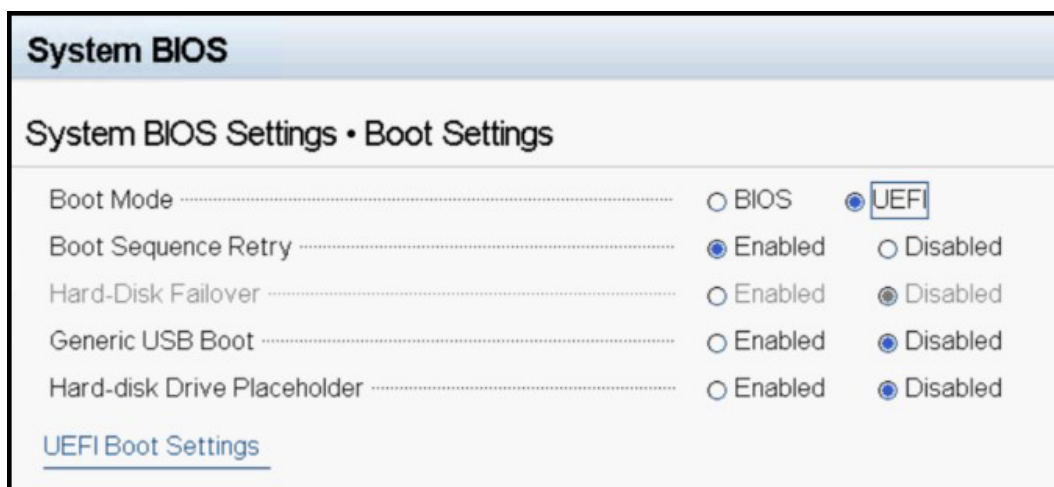 System BIOS
System BIOS Settings • Boot Settings
Boot Mode BIOS UEFI
Boot Sequence Retry Enabled Disabled
Hard-Disk Failover Enabled Disabled
Generic USB Boot Enabled Disabled
Hard-disk Drive Placeholder Enabled Disabled
UEFI Boot Settings